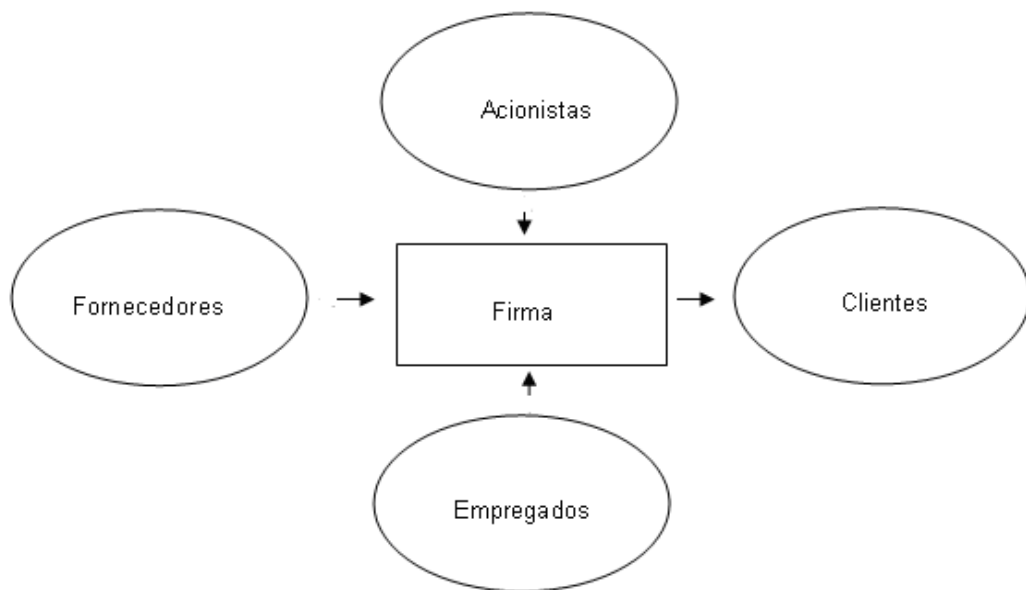 Acionistas
Fornecedores
Firma
Clientes
Empregados